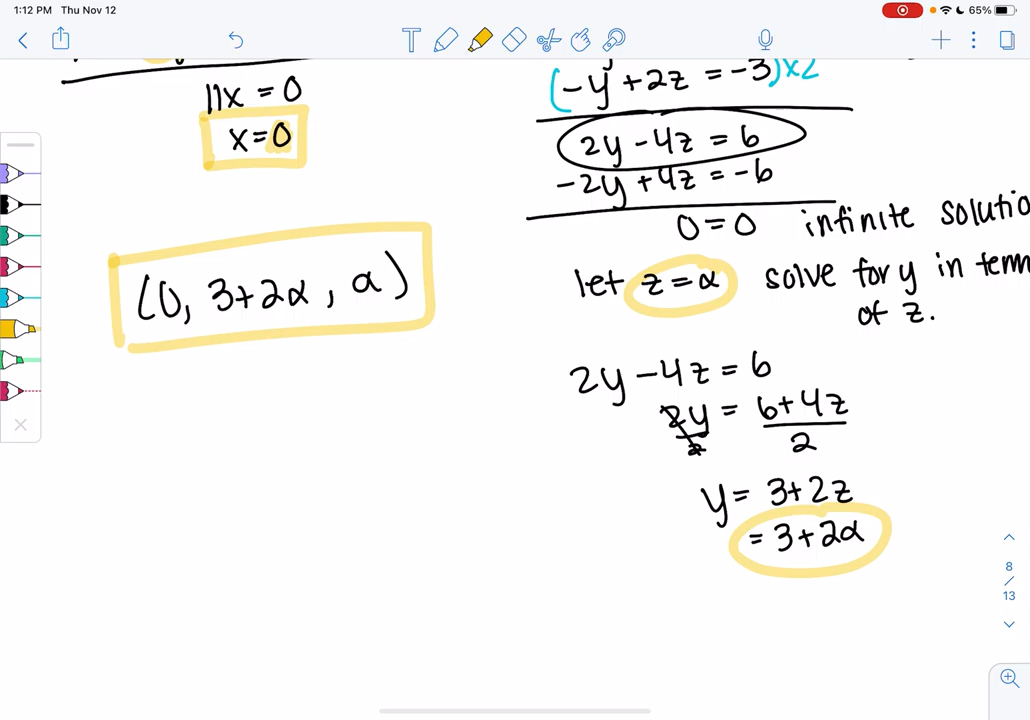 1:12 PM Thu Nov 12
65%
T
11x = 0
x=0
(0, 3+2α, α)
(-y+2z = -3)x2
2y - 4z = 6
-2y + 4z = -6
0 = 0 infinite solutio
let z = α solve for y in term
of z.
2y - 4z = 6
2y/2 = 6+4z/2
y = 3+2z
= 3+2α
8
/
13